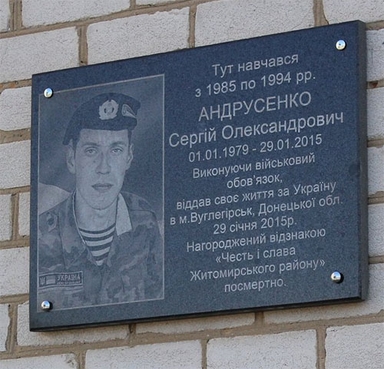 Тут навчався
з 1985 по 1994 рр.
АНДРУСЕНКО
Сергій Олександрович
01.01.1979 - 29.01.2015
Виконуючи військовий
обов'язок,
віддав своє життя за Україну
в м.Вуглегірськ, Донецької обл.
29 січня 2015р.
Нагороджений відзнакою
«Честь і слава
Житомирського району»
посмертно.
УКРАЇНА